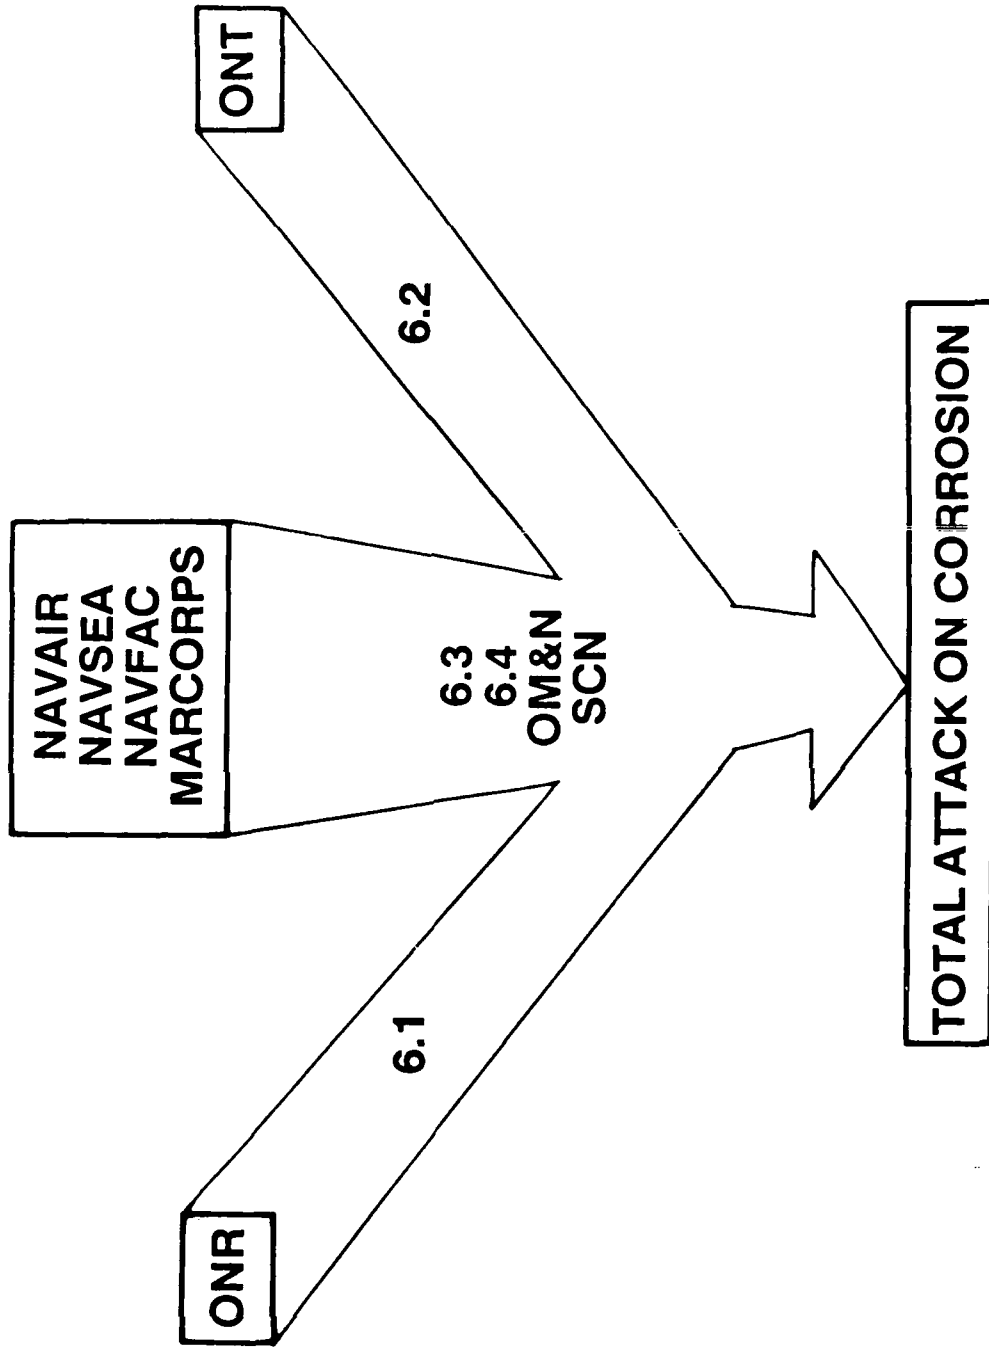 NAVAIR
NAVSEA
NAVFAC
MARCORPS
ONR
ONT
6.1
6.2
6.3
6.4
OM&N
SCN
TOTAL ATTACK ON CORROSION